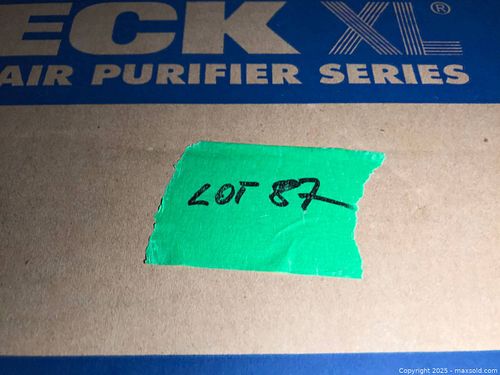 ECK XL®
AIR PURIFIER SERIES
LOT 87
Copyright 2025 - maxsold.com